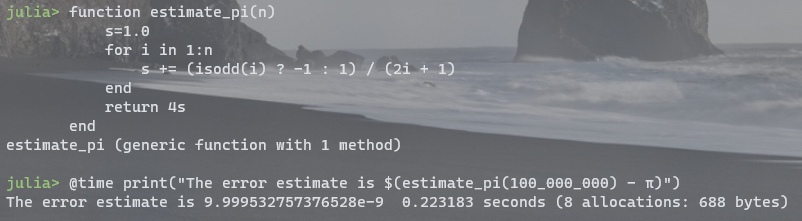 julia> function estimate_pi(n)
           s=1.0
           for i in 1:n
               s += (isodd(i) ? -1 : 1) / (2i + 1)
           end
           return 4s
       end
estimate_pi (generic function with 1 method)

julia> @time print("The error estimate is $(estimate_pi(100_000_000) - π)")
The error estimate is 9.999532757376528e-9  0.223183 seconds (8 allocations: 688 bytes)